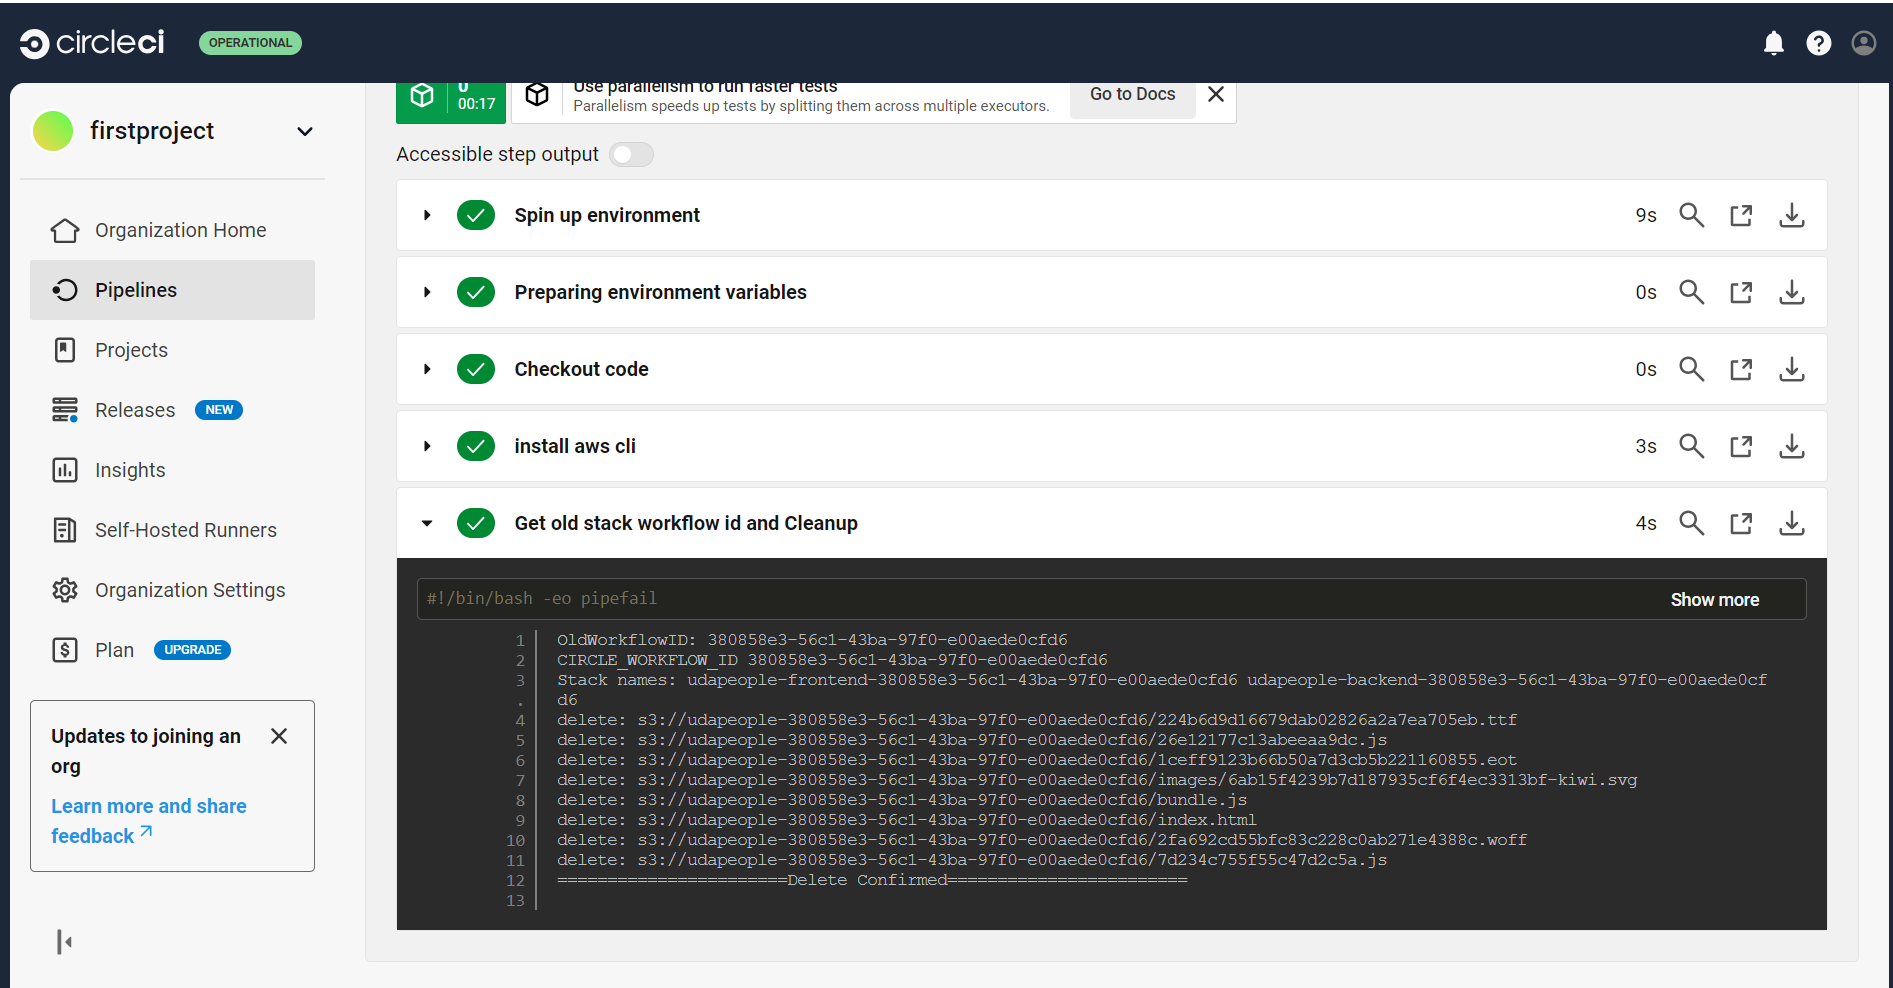 circleci
OPERATIONAL
firstproject
Organization Home
Pipelines
Projects
Releases NEW
Insights
Self-Hosted Runners
Organization Settings
Plan UPGRADE
Updates to joining an
org
Learn more and share
feedback
0
00:17
Use parallelism to run faster tests
Parallelism speeds up tests by splitting them across multiple executors.
Go to Docs
Accessible step output
Spin up environment 9s
Preparing environment variables 0s
Checkout code 0s
install aws cli 3s
Get old stack workflow id and Cleanup 4s
#!/bin/bash -eo pipefail
Show more
1 OldWorkflowID: 380858e3-56c1-43ba-97f0-e00aede0cfd6
2 CIRCLE_WORKFLOW_ID 380858e3-56c1-43ba-97f0-e00aede0cfd6
3 Stack names: udapeople-frontend-380858e3-56c1-43ba-97f0-e00aede0cfd6 udapeople-backend-380858e3-56c1-43ba-97f0-e00aede0cf
. d6
4 delete: s3://udapeople-380858e3-56c1-43ba-97f0-e00aede0cfd6/224b6d9d16679dab02826a2a7ea705eb.ttf
5 delete: s3://udapeople-380858e3-56c1-43ba-97f0-e00aede0cfd6/26e12177c13abeeaa9dc.js
6 delete: s3://udapeople-380858e3-56c1-43ba-97f0-e00aede0cfd6/1ceff9123b66b50a7d3cb5b221160855.eot
7 delete: s3://udapeople-380858e3-56c1-43ba-97f0-e00aede0cfd6/images/6ab15f4239b7d187935cf6f4ec3313bf-kiwi.svg
8 delete: s3://udapeople-380858e3-56c1-43ba-97f0-e00aede0cfd6/bundle.js
9 delete: s3://udapeople-380858e3-56c1-43ba-97f0-e00aede0cfd6/index.html
10 delete: s3://udapeople-380858e3-56c1-43ba-97f0-e00aede0cfd6/2fa692cd55bfc83c228c0ab271e4388c.woff
11 delete: s3://udapeople-380858e3-56c1-43ba-97f0-e00aede0cfd6/7d234c755f55c47d2c5a.js
12 =======================Delete Confirmed========================
13